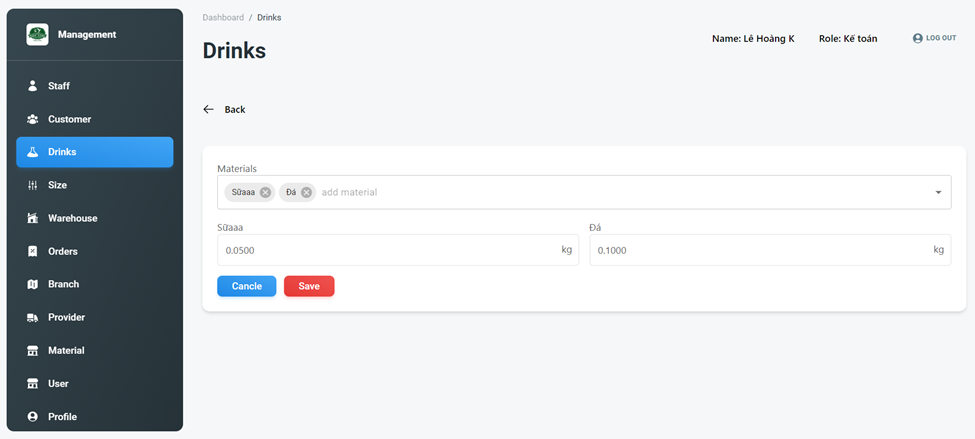 Management
Staff
Customer
Drinks
Size
Warehouse
Orders
Branch
Provider
Material
User
Profile
Dashboard / Drinks
Drinks
Name: Lê Hoàng K Role: Kế toán LOG OUT
Back
Materials
Sữaaa Đá add material
Sữaaa Đá
0.0500 kg 0.1000 kg
Cancle Save